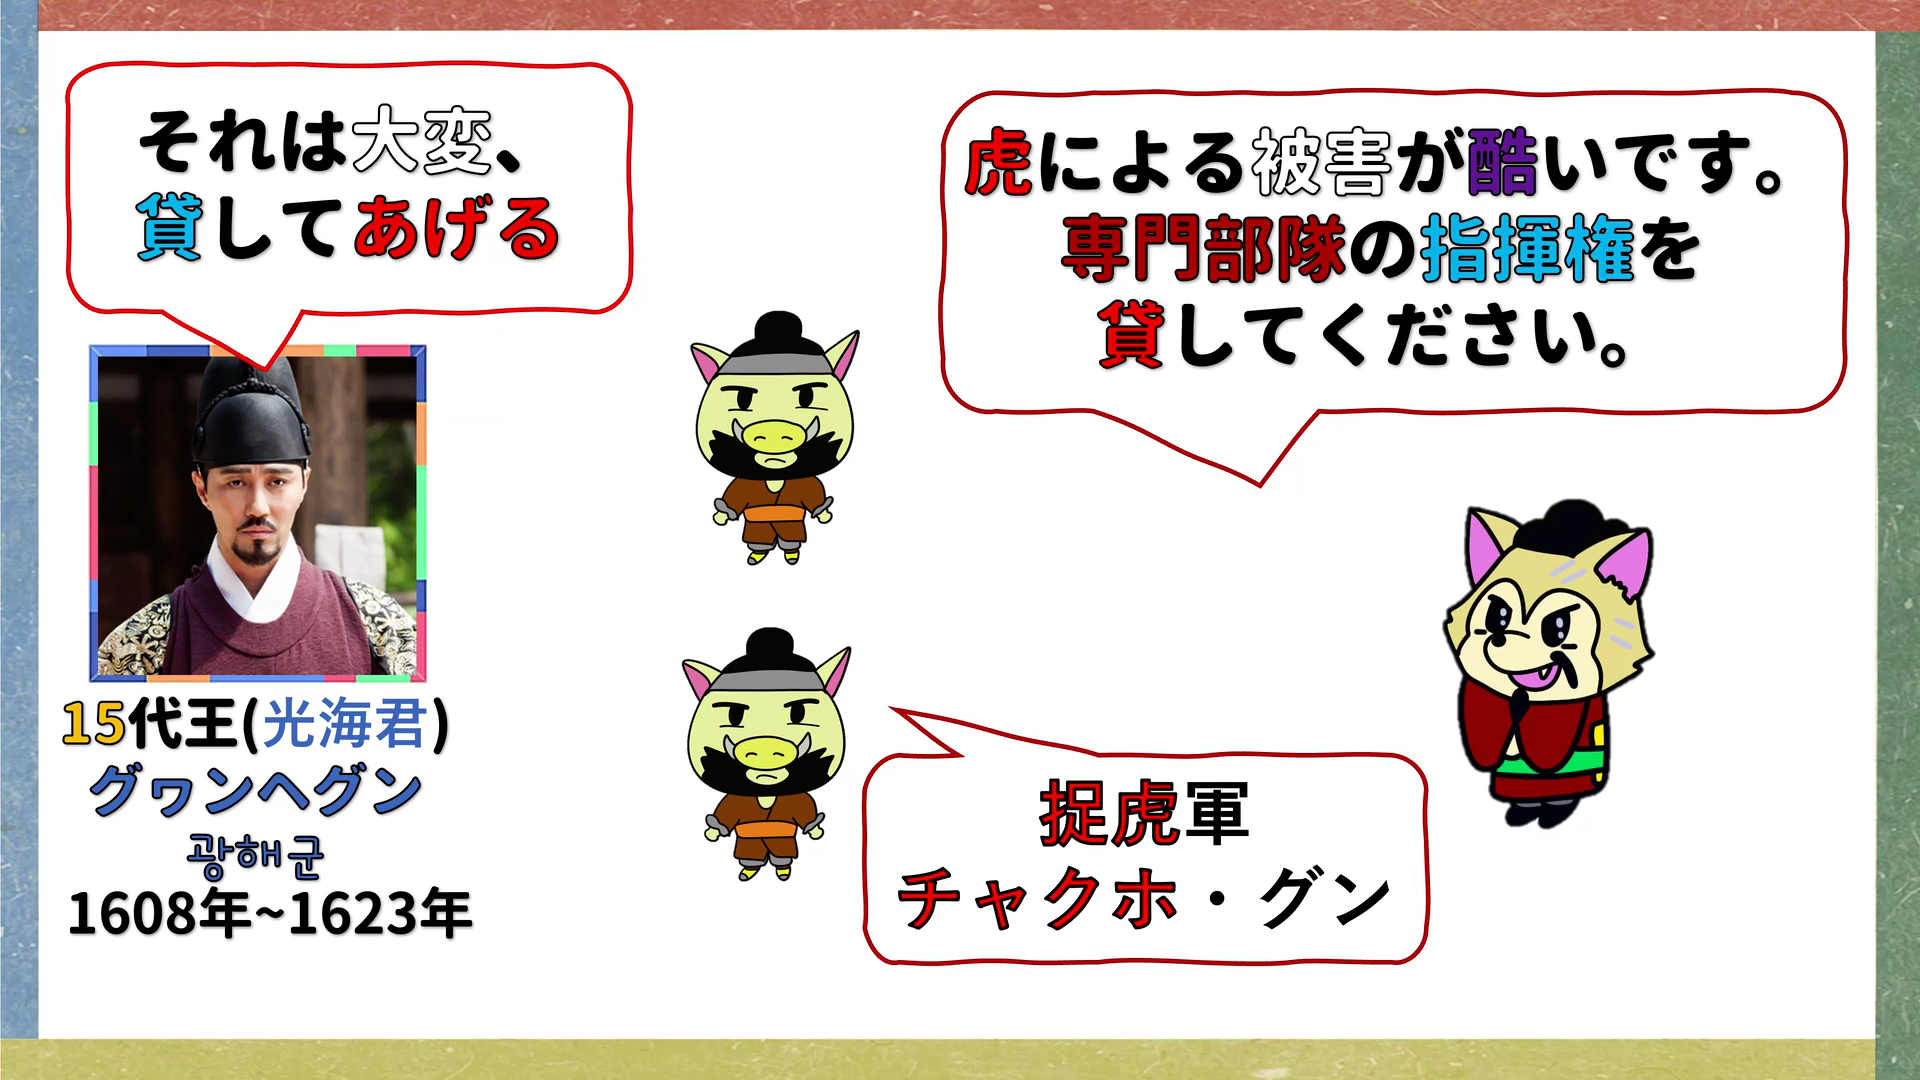 それは大変、
貸してあげる
虎による被害が酷いです。
専門部隊の指揮権を
貸してください。
15代王(光海君)
グヮンヘグン
광해군
1608年~1623年
捉虎軍
チャクホ・グン